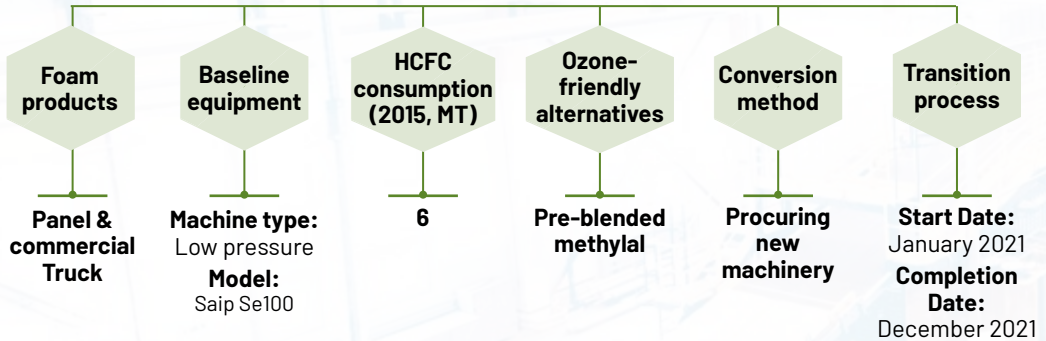 Foam
products
Panel &
commercial
Truck
Baseline
equipment
Machine type:
Low pressure
Model:
Saip Se100
HCFC
consumption
(2015, MT)
6
Ozone-
friendly
alternatives
Pre-blended
methylal
Conversion
method
Procuring
new
machinery
Transition
process
Start Date:
January 2021
Completion
Date:
December 2021